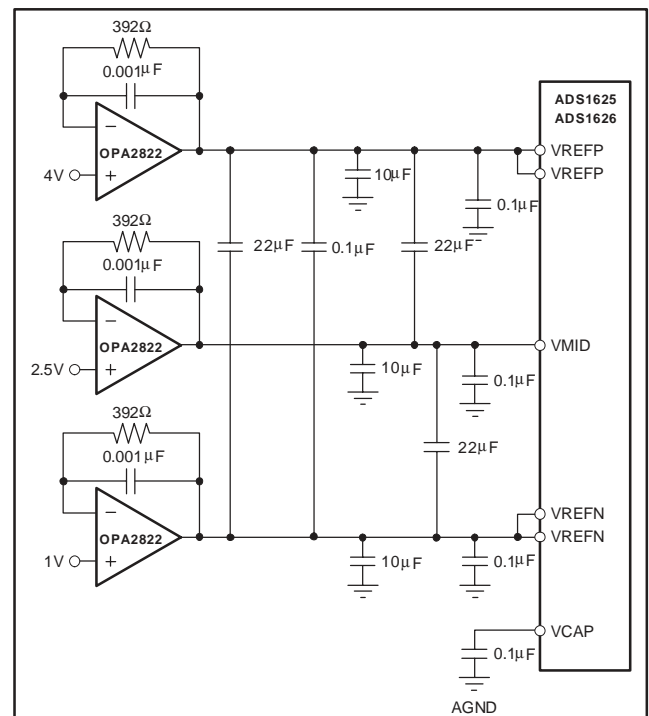 392Ω
0.001μF
OPA2822
4V
ADS1625
ADS1626
VREFP
VREFP
10μF
0.1μF
392Ω
0.001μF
22μF
0.1μF
22μF
OPA2822
2.5V
VMID
10μF
0.1μF
392Ω
0.001μF
22μF
OPA2822
1V
VREFN
VREFN
10μF
0.1μF
VCAP
0.1μF
AGND